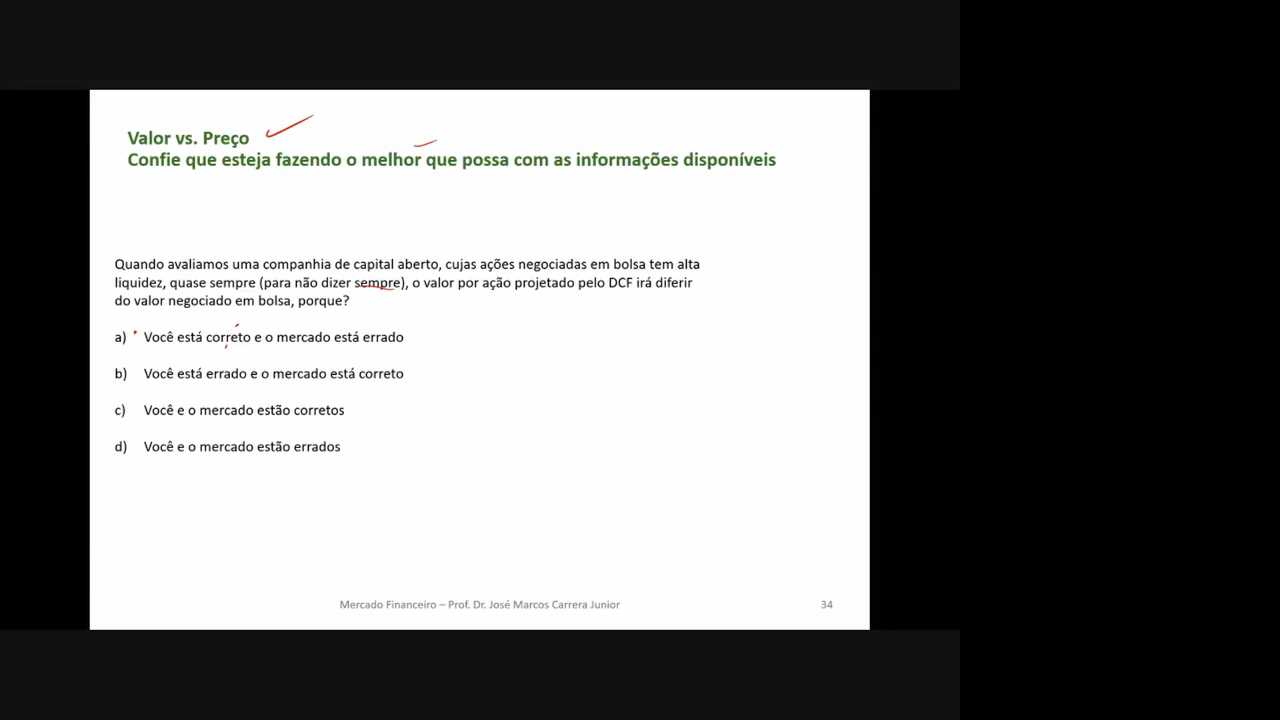 Valor vs. Preço
Confie que esteja fazendo o melhor que possa com as informações disponíveis
Quando avaliamos uma companhia de capital aberto, cujas ações negociadas em bolsa tem alta
liquidez, quase sempre (para não dizer sempre), o valor por ação projetado pelo DCF irá diferir
do valor negociado em bolsa, porque?
a) Você está correto e o mercado está errado
b) Você está errado e o mercado está correto
c) Você e o mercado estão corretos
d) Você e o mercado estão errados
Mercado Financeiro – Prof. Dr. José Marcos Carrera Junior 34